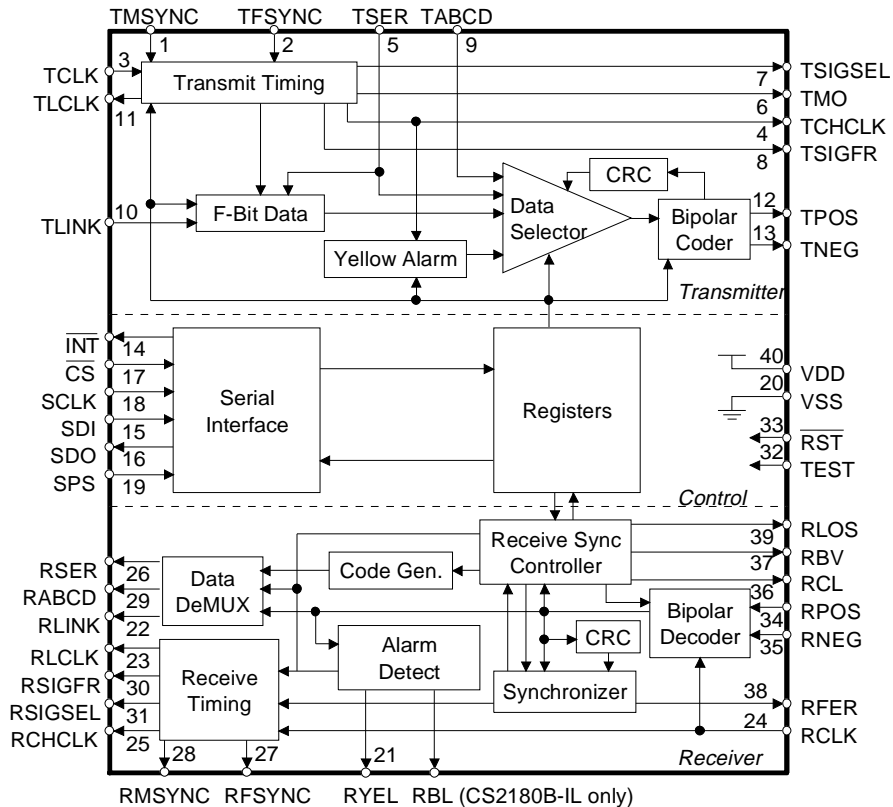 TMSYNC TFSYNC TSER TABCD
1 2 5 9
TCLK 3 Transmit Timing 7 TSIGSEL
TLCLK 11 6 TMO
4 TCHCLK
8 TSIGFR
CRC
TLINK 10 F-Bit Data Data Selector Bipolar Coder 12 TPOS
13 TNEG
Yellow Alarm
Transmitter
INT 14
CS 17
SCLK 18
SDI 15
SDO 16
SPS 19
Serial Interface
Registers
40 VDD
20 VSS
33 RST
32 TEST
Control
Receive Sync Controller
39 RLOS
37 RBV
36 RCL
34 RPOS
35 RNEG
Code Gen.
Data DeMUX
Bipolar Decoder
RSER 26
RABCD 29
RLINK 22
RLCLK 23
RSIGFR 30
RSIGSEL 31
RCHCLK 25
Receive Timing
Alarm Detect
CRC
Synchronizer
38 RFER
24 RCLK
Receiver
28 27 21
RMSYNC RFSYNC RYEL RBL (CS2180B-IL only)